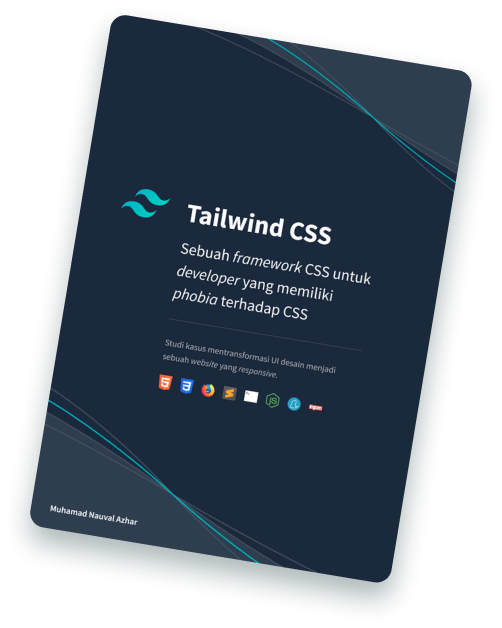 Tailwind CSS
Sebuah framework CSS untuk
developer yang memiliki
phobia terhadap CSS
Studi kasus mentransformasi UI desain menjadi
sebuah website yang responsive.
Muhamad Nauval Azhar